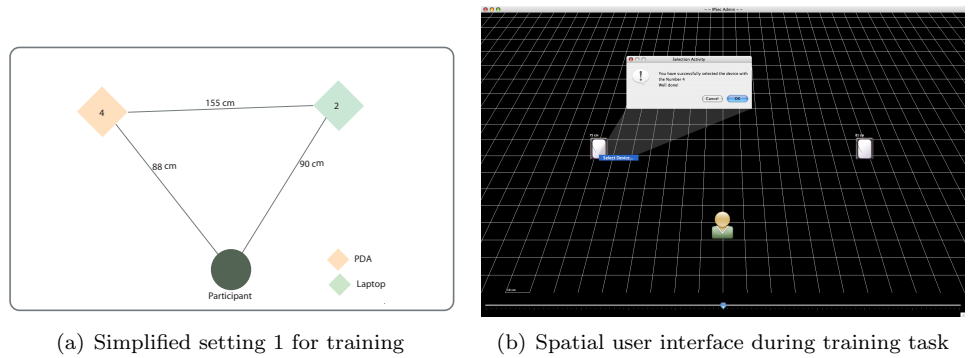 155 cm
4
2
88 cm
90 cm
PDA
Laptop
Participant
(a) Simplified setting 1 for training
~ ~ IPSec Admin ~ ~
Selection Activity
You have successfully selected the device with
the Number 4
Well done!
Cancel
OK
Select Device...
(b) Spatial user interface during training task